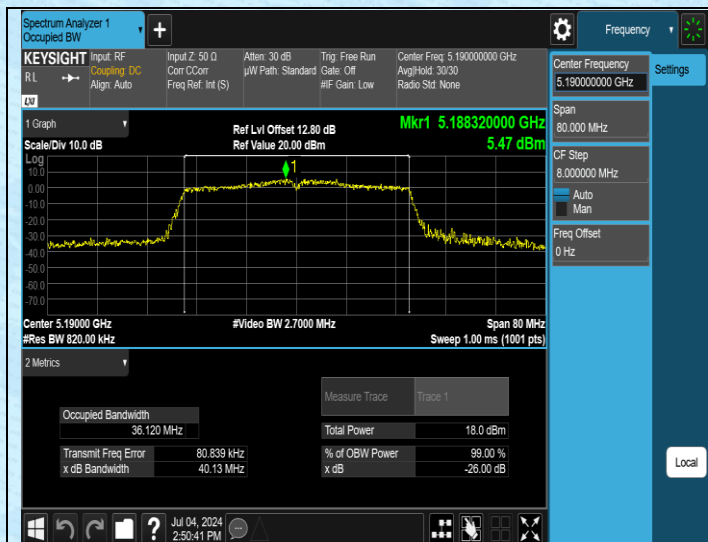 Spectrum Analyzer 1
Occupied BW
Frequency
KEYSIGHT
R L
LXI
Input: RF
Coupling: DC
Align: Auto
Input Z: 50 Ω
Corr CCorr
Freq Ref: Int (S)
Atten: 30 dB
µW Path: Standard
Trig: Free Run
Gate: Off
#IF Gain: Low
Center Freq: 5.190000000 GHz
Avg|Hold: 30/30
Radio Std: None
Center Frequency
5.190000000 GHz
Settings
Span
80.000 MHz
CF Step
8.000000 MHz
Auto
Man
Freq Offset
0 Hz
1 Graph
Scale/Div 10.0 dB
Ref Lvl Offset 12.80 dB
Ref Value 20.00 dBm
Mkr1 5.188320000 GHz
5.47 dBm
Log
10.0
0.00
-10.0
-20.0
-30.0
-40.0
-50.0
-60.0
-70.0
1
Center 5.19000 GHz
#Res BW 820.00 kHz
#Video BW 2.7000 MHz
Span 80 MHz
Sweep 1.00 ms (1001 pts)
2 Metrics
Measure Trace
Trace 1
Occupied Bandwidth
36.120 MHz
Total Power
18.0 dBm
Transmit Freq Error
80.839 kHz
% of OBW Power
99.00 %
x dB Bandwidth
40.13 MHz
x dB
-26.00 dB
Local
?
Jul 04, 2024
2:50:41 PM